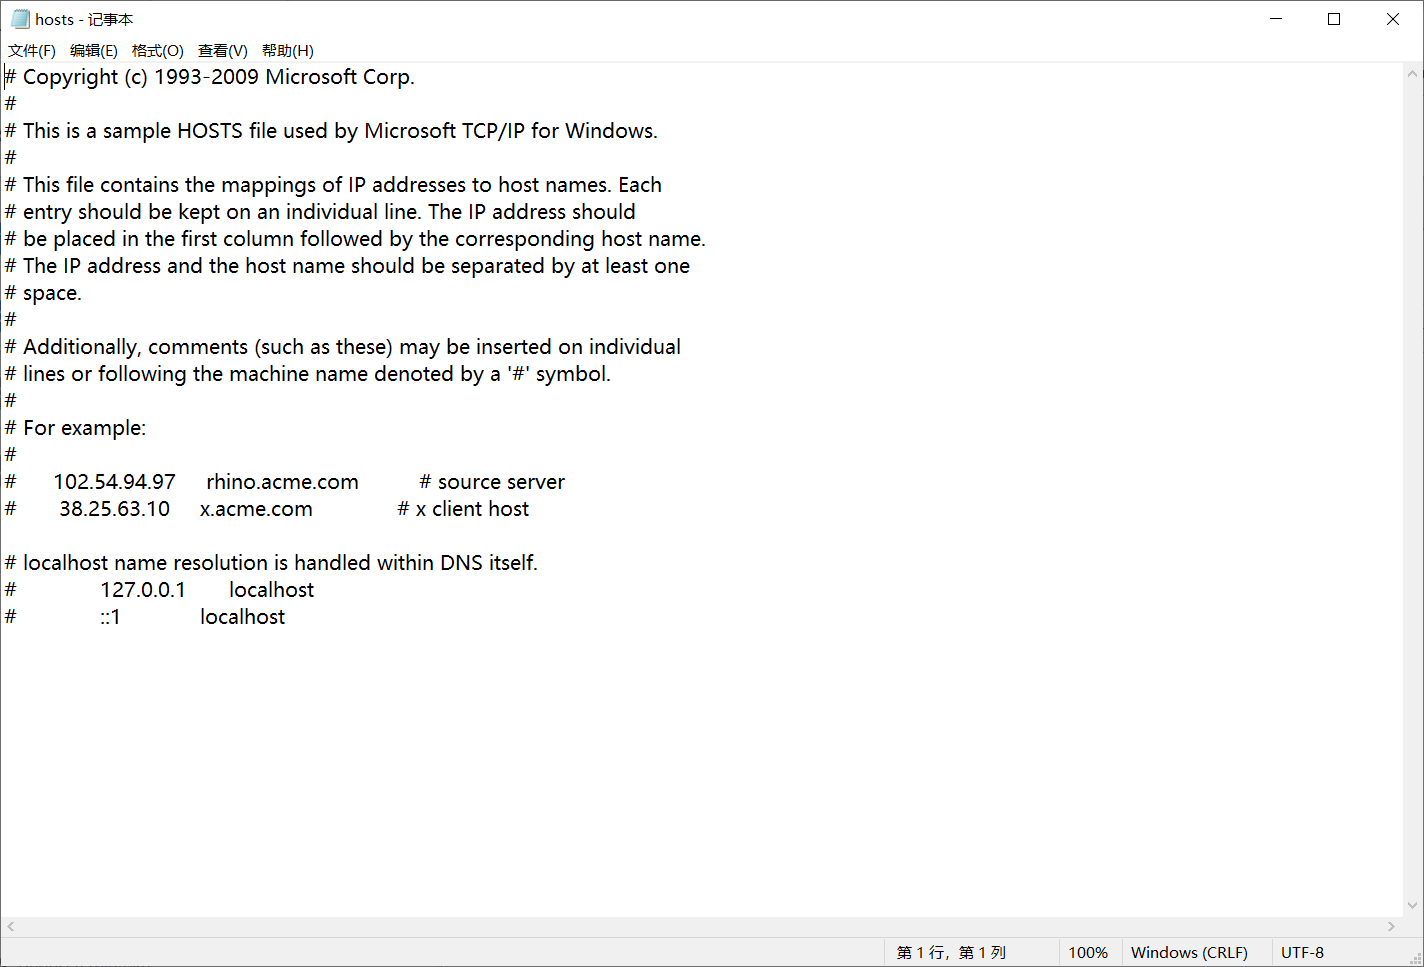 hosts - 记事本
文件(F) 编辑(E) 格式(O) 查看(V) 帮助(H)
# Copyright (c) 1993-2009 Microsoft Corp.
#
# This is a sample HOSTS file used by Microsoft TCP/IP for Windows.
#
# This file contains the mappings of IP addresses to host names. Each
# entry should be kept on an individual line. The IP address should
# be placed in the first column followed by the corresponding host name.
# The IP address and the host name should be separated by at least one
# space.
#
# Additionally, comments (such as these) may be inserted on individual
# lines or following the machine name denoted by a '#' symbol.
#
# For example:
#
#      102.54.94.97     rhino.acme.com          # source server
#       38.25.63.10     x.acme.com              # x client host

# localhost name resolution is handled within DNS itself.
#	127.0.0.1       localhost
#	::1             localhost
第 1 行，第 1 列 100% Windows (CRLF) UTF-8